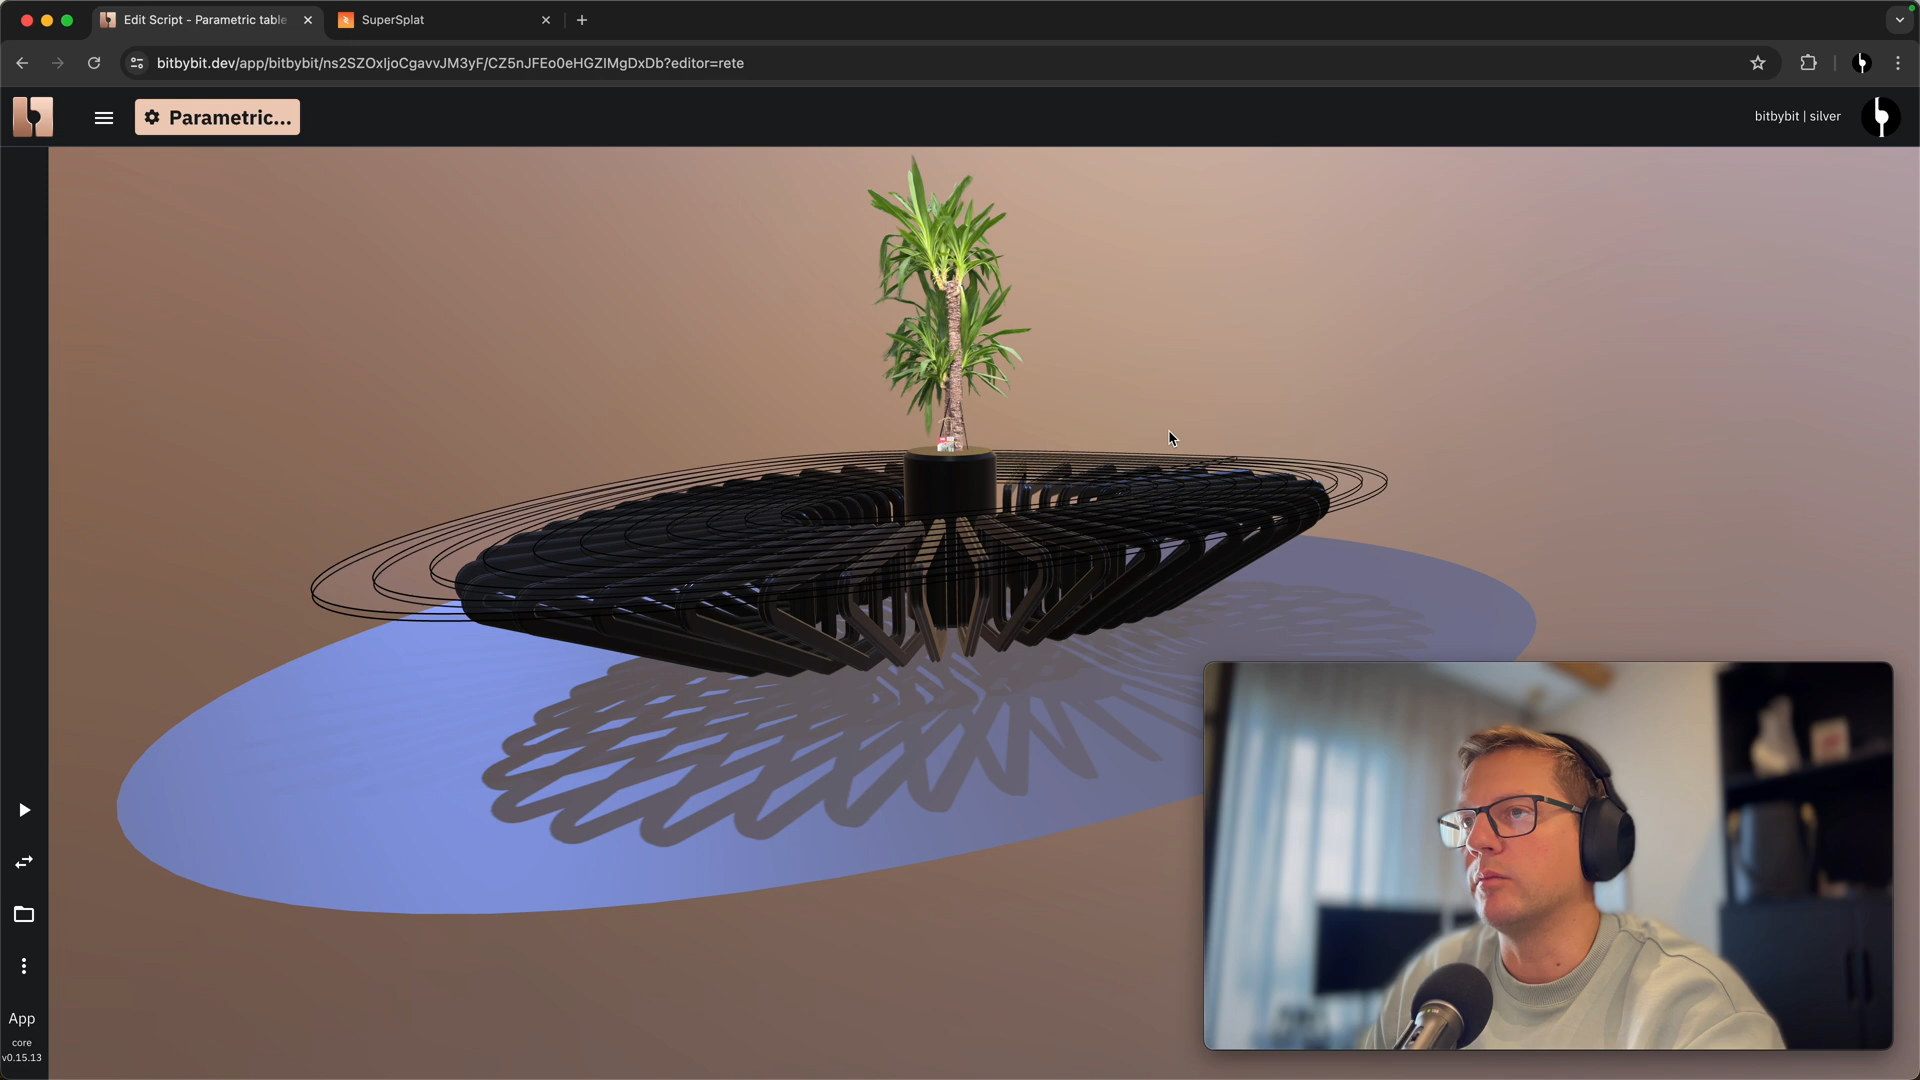 Edit Script - Parametric table
SuperSplat
bitbybit.dev/app/bitbybit/ns2SZOxIjoCgavvJM3yF/CZ5nJFEo0eHGZIMgDxDb?editor=rete
Parametric...
bitbybit | silver
App
core
v0.15.13